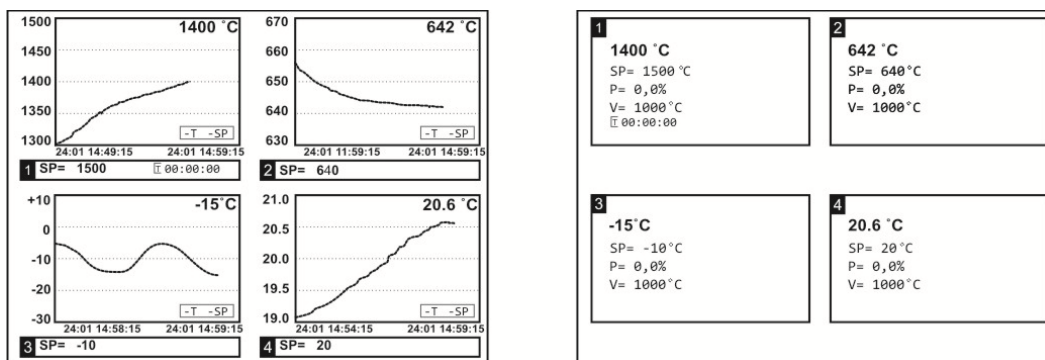 1400 °C
1500
1450
1400
1350
1300
-T -SP
24:01 14:49:15 24:01 14:59:15
1 SP= 1500 T 00:00:00
642 °C
670
660
650
640
630
-T -SP
24:01 11:59:15 24:01 14:59:15
2 SP= 640
-15°C
+10
0
-10
-20
-30
-T -SP
24:01 14:58:15 24:01 14:59:15
3 SP= -10
20.6 °C
21.0
20.5
20.0
19.5
19.0
-T -SP
24:01 14:54:15 24:01 14:59:15
4 SP= 20
1
1400 °C
SP= 1500 °C
P= 0,0%
V= 1000°C
T 00:00:00
2
642 °C
SP= 640°C
P= 0,0%
V= 1000°C
3
-15°C
SP= -10°C
P= 0,0%
V= 1000°C
4
20.6 °C
SP= 20°C
P= 0,0%
V= 1000°C